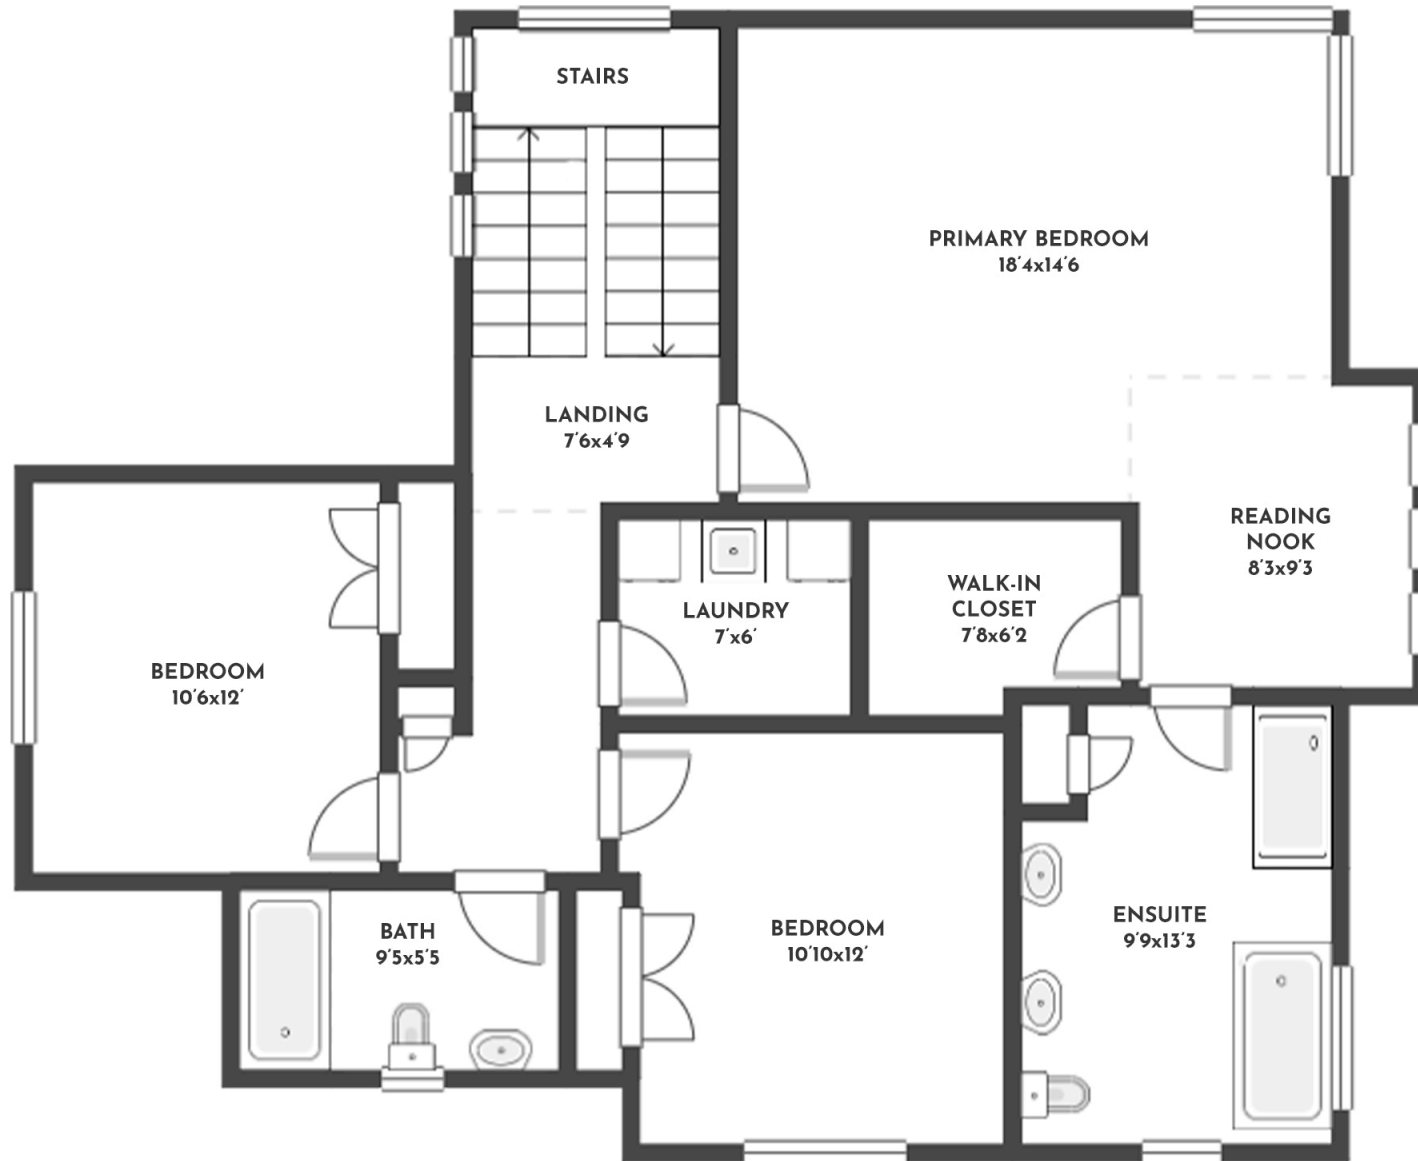 STAIRS
PRIMARY BEDROOM
18'4x14'6
LANDING
7'6x4'9
READING
NOOK
8'3x9'3
WALK-IN
CLOSET
7'8x6'2
LAUNDRY
7'x6'
BEDROOM
10'6x12'
BATH
9'5x5'5
BEDROOM
10'10x12'
ENSUITE
9'9x13'3